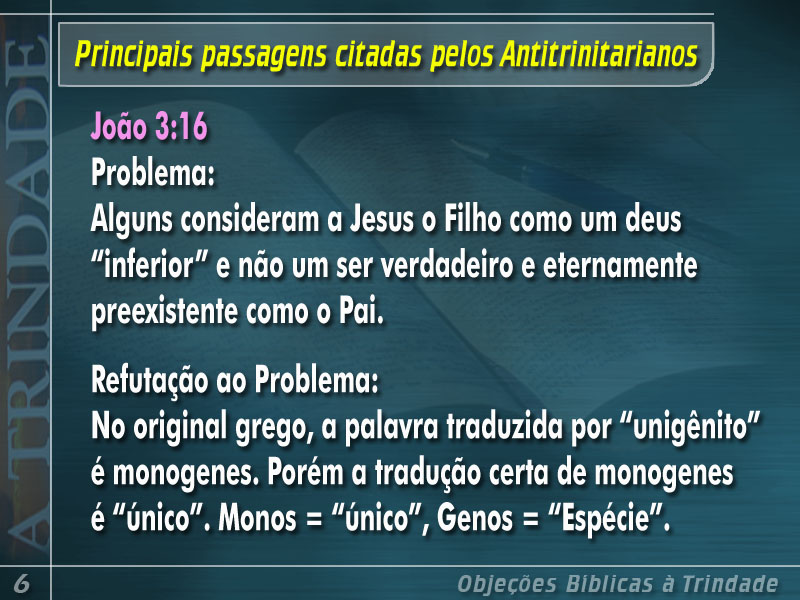 Principais passagens citadas pelos Antitrinitarianos
A TRINDADE
João 3:16
Problema:
Alguns consideram a Jesus o Filho como um deus
“inferior” e não um ser verdadeiro e eternamente
preexistente como o Pai.
Refutação ao Problema:
No original grego, a palavra traduzida por “unigênito”
é monogenes. Porém a tradução certa de monogenes
é “único”. Monos = “único”, Genos = “Espécie”.
6
Objeções Bíblicas à Trindade